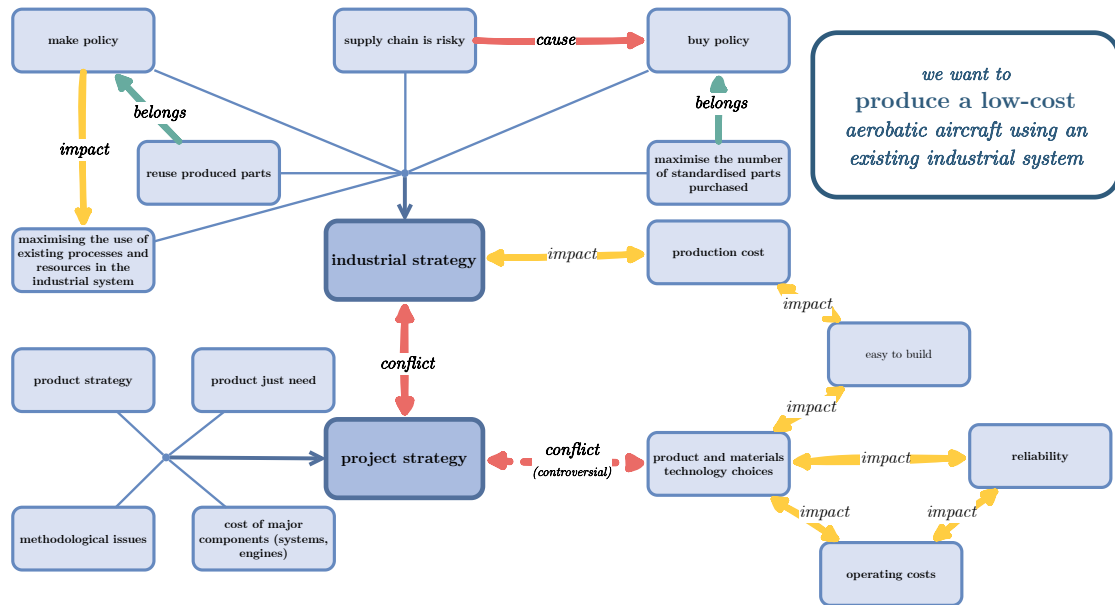 make policy
supply chain is risky
cause
buy policy
we want to
produce a low-cost
aerobatic aircraft using an
existing industrial system
belongs
belongs
impact
reuse produced parts
maximise the number
of standardised parts
purchased
maximising the use of
existing processes and
resources in the
industrial system
industrial strategy
impact
production cost
impact
easy to build
conflict
product strategy
product just need
impact
project strategy
conflict
(controversial)
product and materials
technology choices
impact
reliability
methodological issues
cost of major
components (systems,
engines)
impact
impact
operating costs